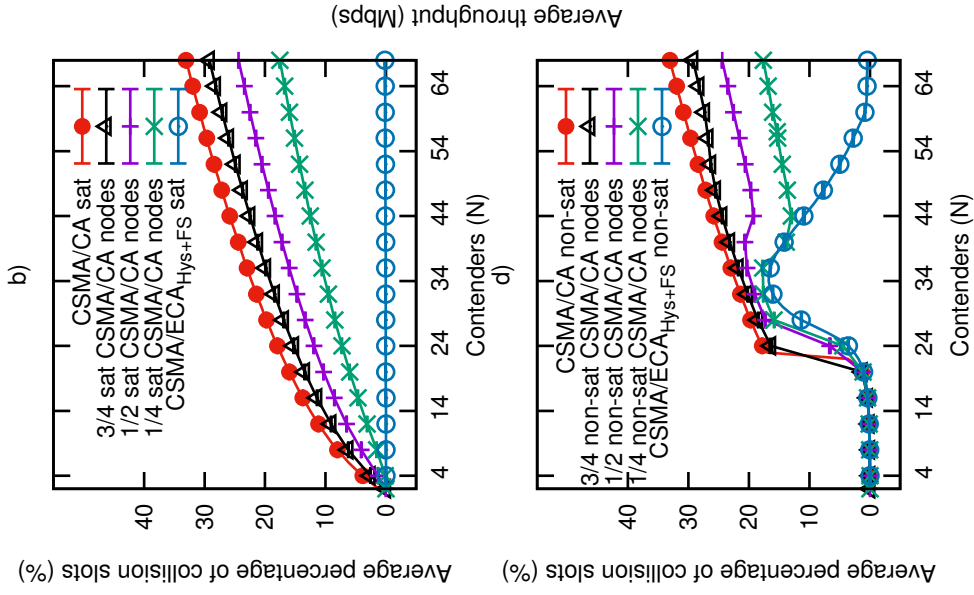 Average throughput (Mbps)
b)
CSMA/CA sat
3/4 sat CSMA/CA nodes
1/2 sat CSMA/CA nodes
1/4 sat CSMA/CA nodes
CSMA/ECA Hys+FS sat
40
30
20
10
0
4 14 24 34 44 54 64
Contenders (N)
Average percentage of collision slots (%)
d)
CSMA/CA non-sat
3/4 non-sat CSMA/CA nodes
1/2 non-sat CSMA/CA nodes
1/4 non-sat CSMA/CA nodes
CSMA/ECA Hys+FS non-sat
40
30
20
10
0
4 14 24 34 44 54 64
Contenders (N)
Average percentage of collision slots (%)